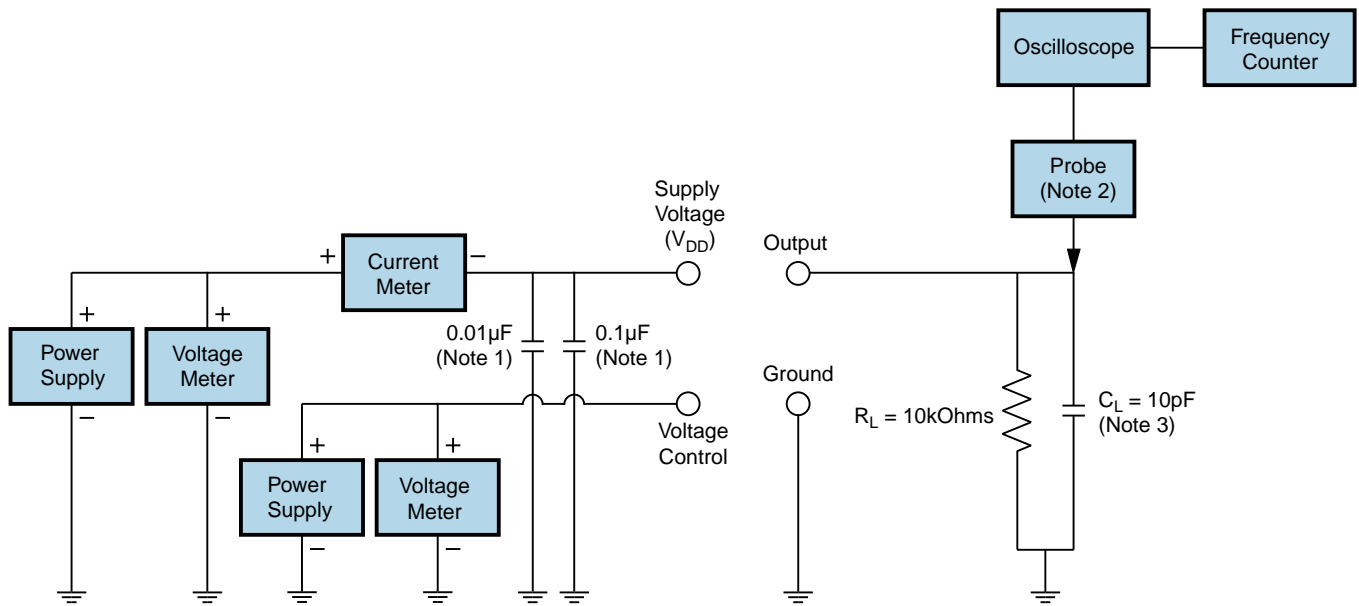 Oscilloscope
Frequency
Counter
Probe
(Note 2)
Supply
Voltage
(VDD)
Output
+
Current
Meter
−
+
Power
Supply
−
+
Voltage
Meter
−
0.01µF
(Note 1)
0.1µF
(Note 1)
Ground
Voltage
Control
+
Power
Supply
−
+
Voltage
Meter
−
RL = 10kOhms
CL = 10pF
(Note 3)